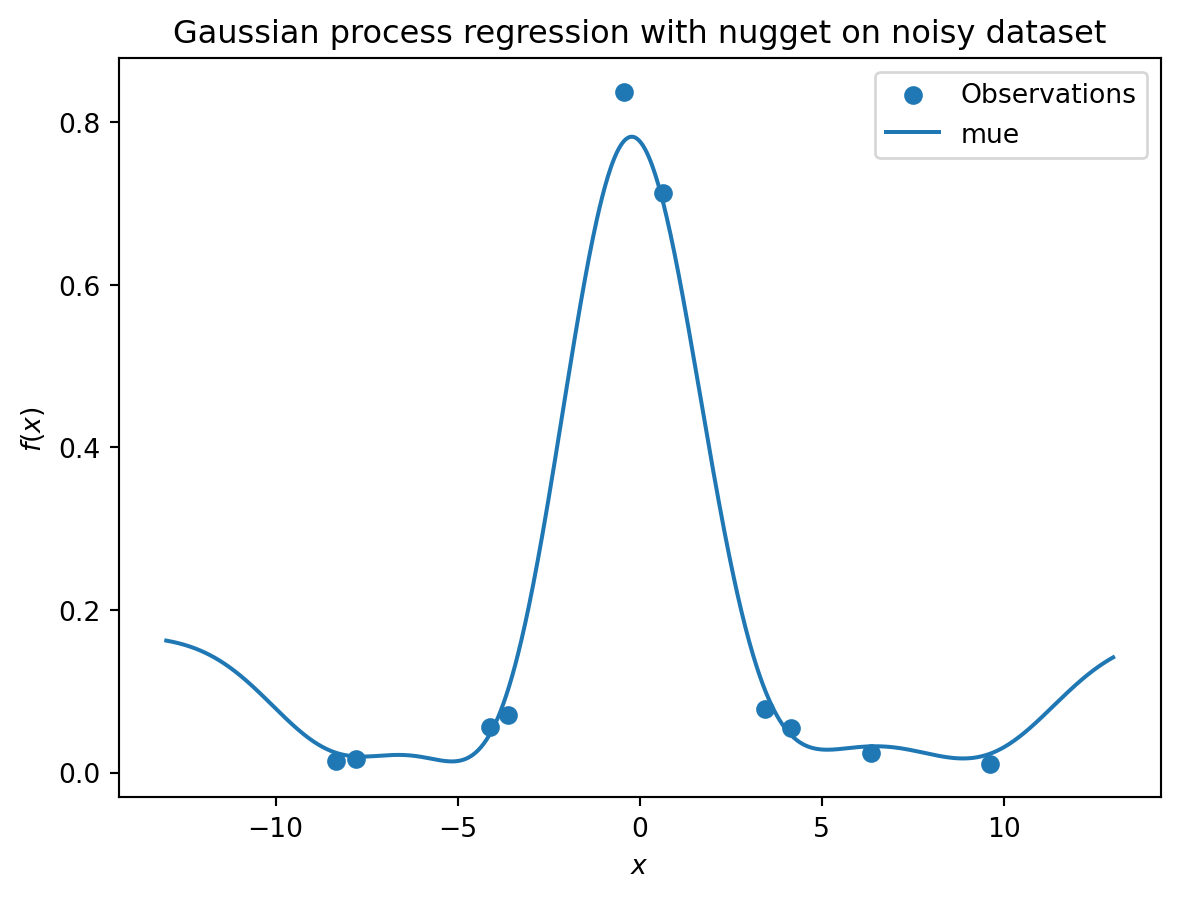 Gaussian process regression with nugget on noisy dataset
Observations
mue
f(x)
0.8
0.6
0.4
0.2
0.0
−10
−5
0
5
10
x